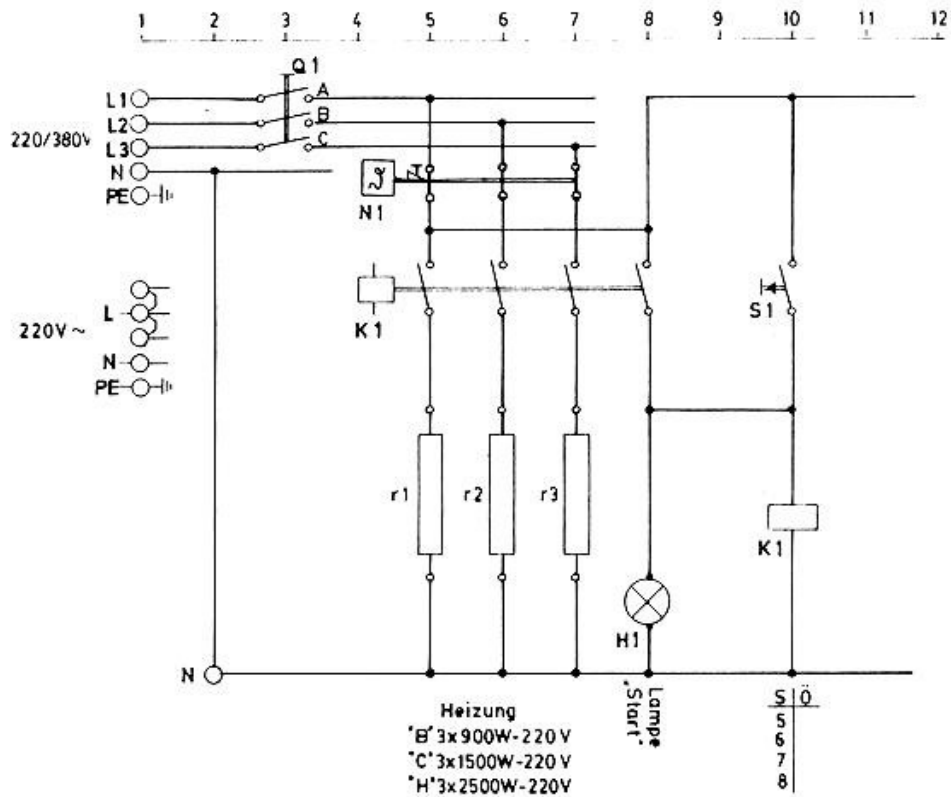 1 2 3 4 5 6 7 8 9 10 11 12
Q1
L1 A
L2 B
220/380V
L3 C
N
PE
N1
K1
S1
L
220V ~
N
PE
r1 r2 r3
K1
H1
N
Lampe
„Start"
Heizung
"B" 3x900W-220V
"C" 3x1500W-220V
"H" 3x2500W-220V
S Ö
5
6
7
8